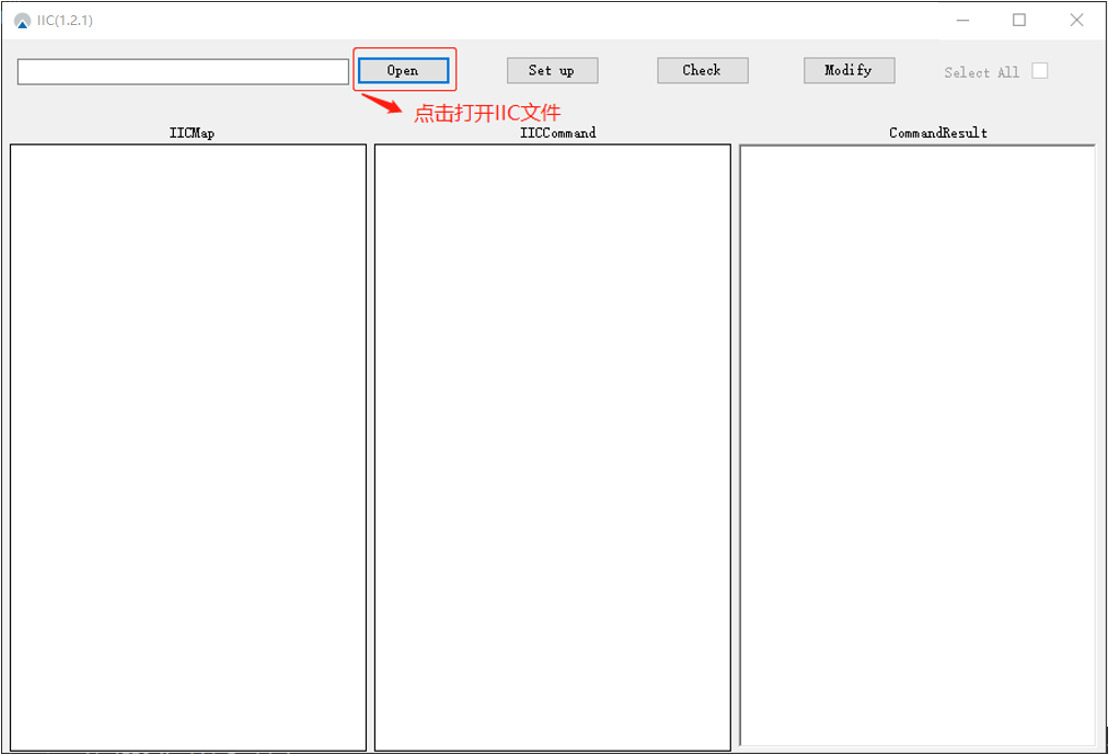 IIC(1.2.1)
Open
Set up
Check
Modify
Select All
点击打开IIC文件
IICMap
IICCommand
CommandResult